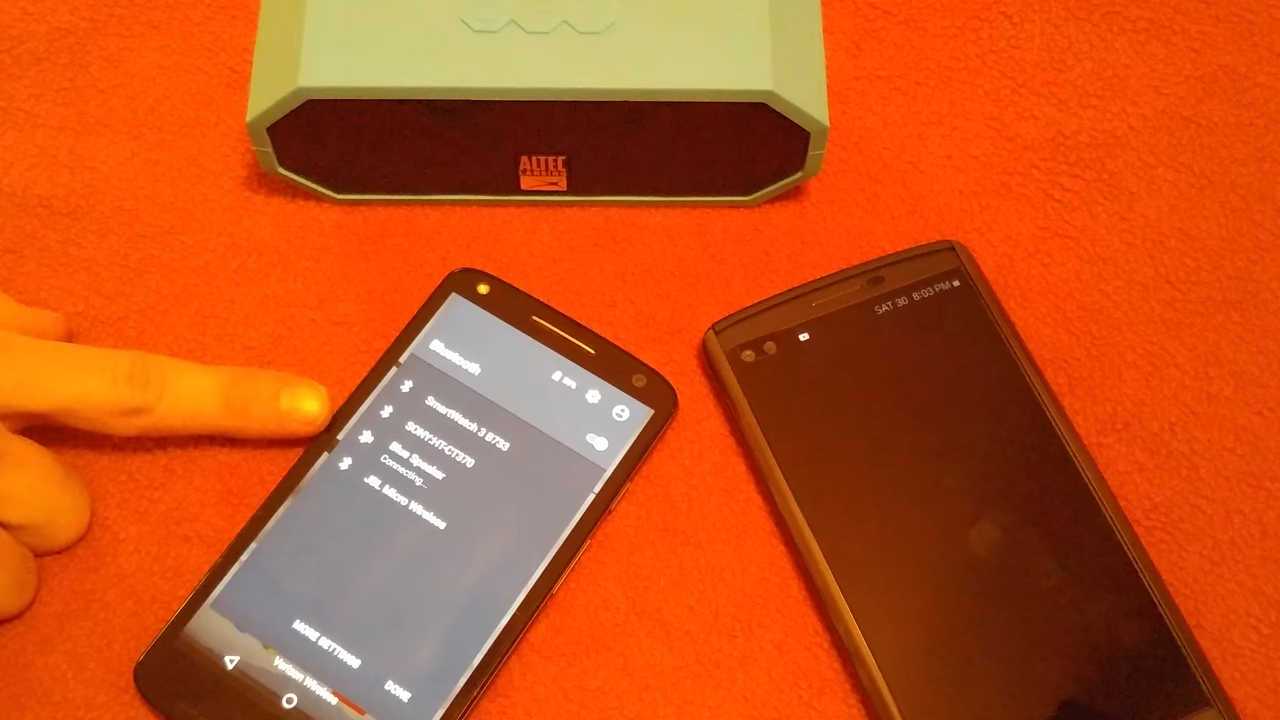 ALTEC
LANSING
SAT 30 8:03 PM
Bluetooth
SmartWatch 3 B733
SONY:HT-CT370
Blue Speaker
Connecting...
JBL Micro Wireless
MORE SETTINGS
DONE
Verizon Wireless